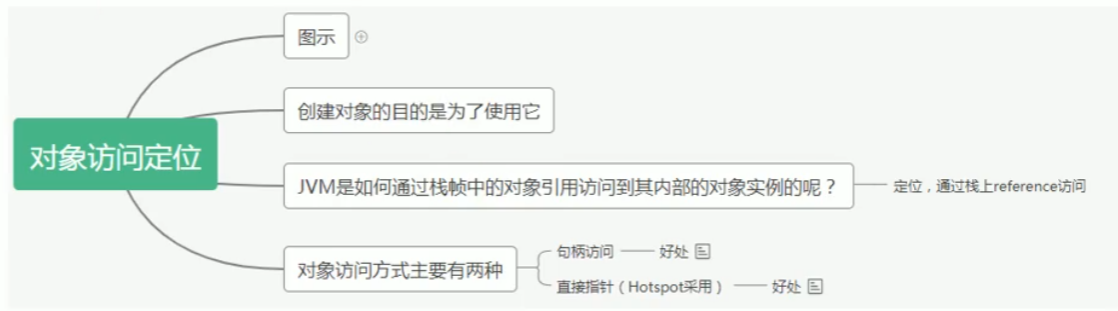 对象访问定位
图示
创建对象的目的是为了使用它
JVM是如何通过栈帧中的对象引用访问到其内部的对象实例的呢？
定位，通过栈上reference访问
对象访问方式主要有两种
句柄访问
好处
直接指针（Hotspot采用）
好处